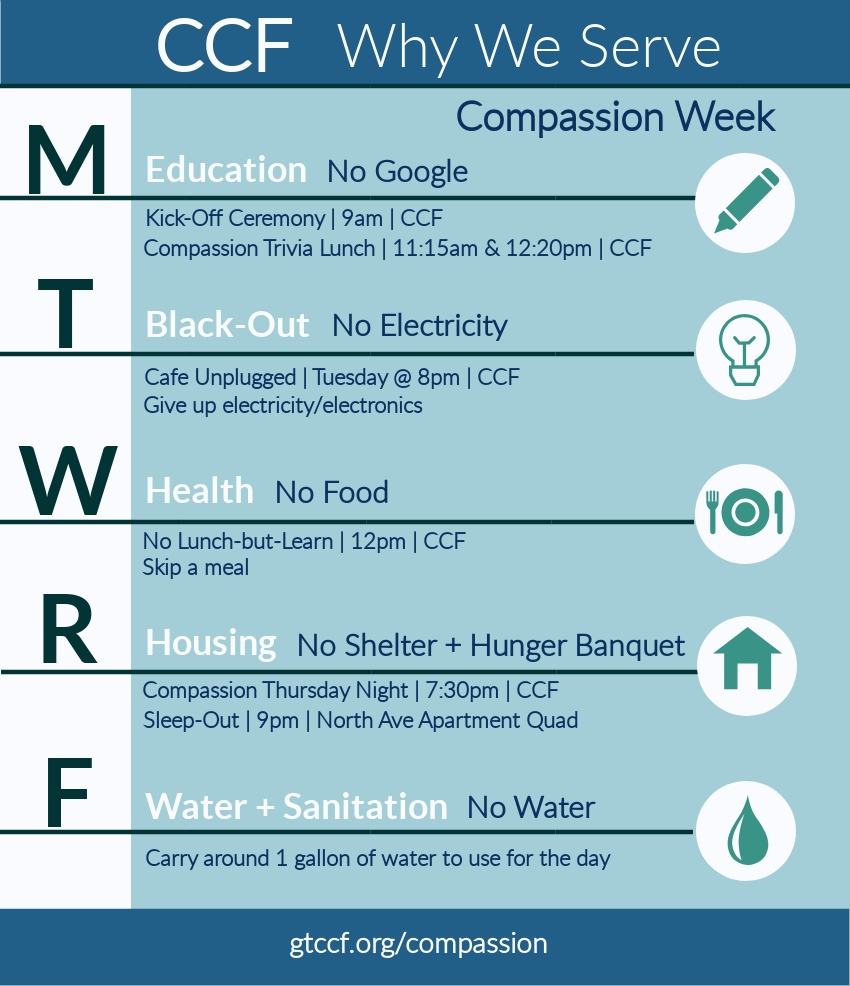 CCF Why We Serve
Compassion Week
M
Education No Google
Kick-Off Ceremony | 9am | CCF
Compassion Trivia Lunch | 11:15am & 12:20pm | CCF
T
Black-Out No Electricity
Cafe Unplugged | Tuesday @ 8pm | CCF
Give up electricity/electronics
W
Health No Food
No Lunch-but-Learn | 12pm | CCF
Skip a meal
R
Housing No Shelter + Hunger Banquet
Compassion Thursday Night | 7:30pm | CCF
Sleep-Out | 9pm | North Ave Apartment Quad
F
Water + Sanitation No Water
Carry around 1 gallon of water to use for the day
gtccf.org/compassion